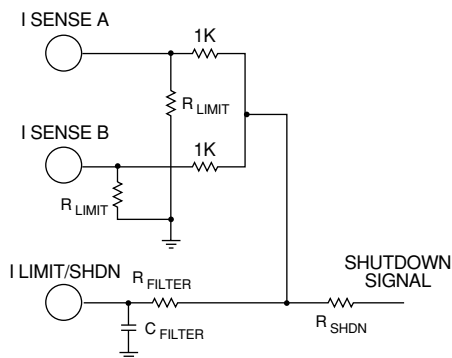 I SENSE A
1K
R LIMIT
I SENSE B
1K
R LIMIT
I LIMIT/SHDN
R FILTER
C FILTER
SHUTDOWN
SIGNAL
R SHDN